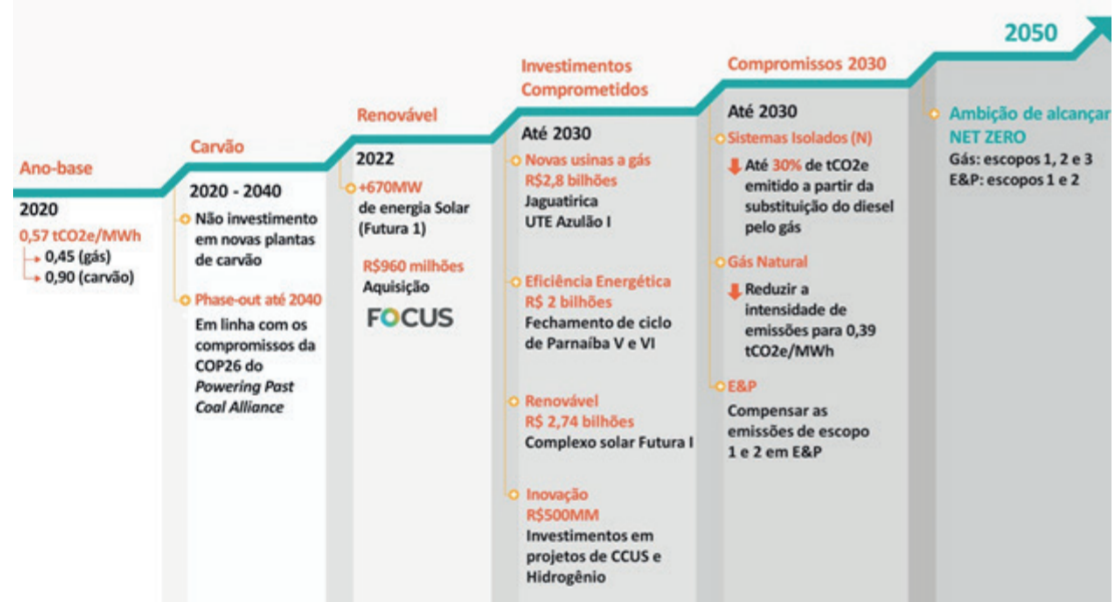 Ano-base
2020
0,57 tCO2e/MWh
0,45 (gás)
0,90 (carvão)
Carvão
2020 - 2040
Não investimento
em novas plantas
de carvão
Phase-out até 2040
Em linha com os
compromissos da
COP26 do
Powering Past
Coal Alliance
Renovável
2022
+670MW
de energia Solar
(Futura 1)
R$960 milhões
Aquisição
FOCUS
Investimentos
Comprometidos
Até 2030
Novas usinas a gás
R$2,8 bilhões
Jaguatirica
UTE Azulão I
Eficiência Energética
R$ 2 bilhões
Fechamento de ciclo
de Parnaíba V e VI
Renovável
R$ 2,74 bilhões
Complexo solar Futura I
Inovação
R$500MM
Investimentos em
projetos de CCUS e
Hidrogênio
Compromissos 2030
Até 2030
Sistemas Isolados (N)
Até 30% de tCO2e
emitido a partir da
substituição do diesel
pelo gás
Gás Natural
Reduzir a
intensidade de
emissões para 0,39
tCO2e/MWh
E&P
Compensar as
emissões de escopo
1 e 2 em E&P
2050
Ambição de alcançar
NET ZERO
Gás: escopos 1, 2 e 3
E&P: escopos 1 e 2